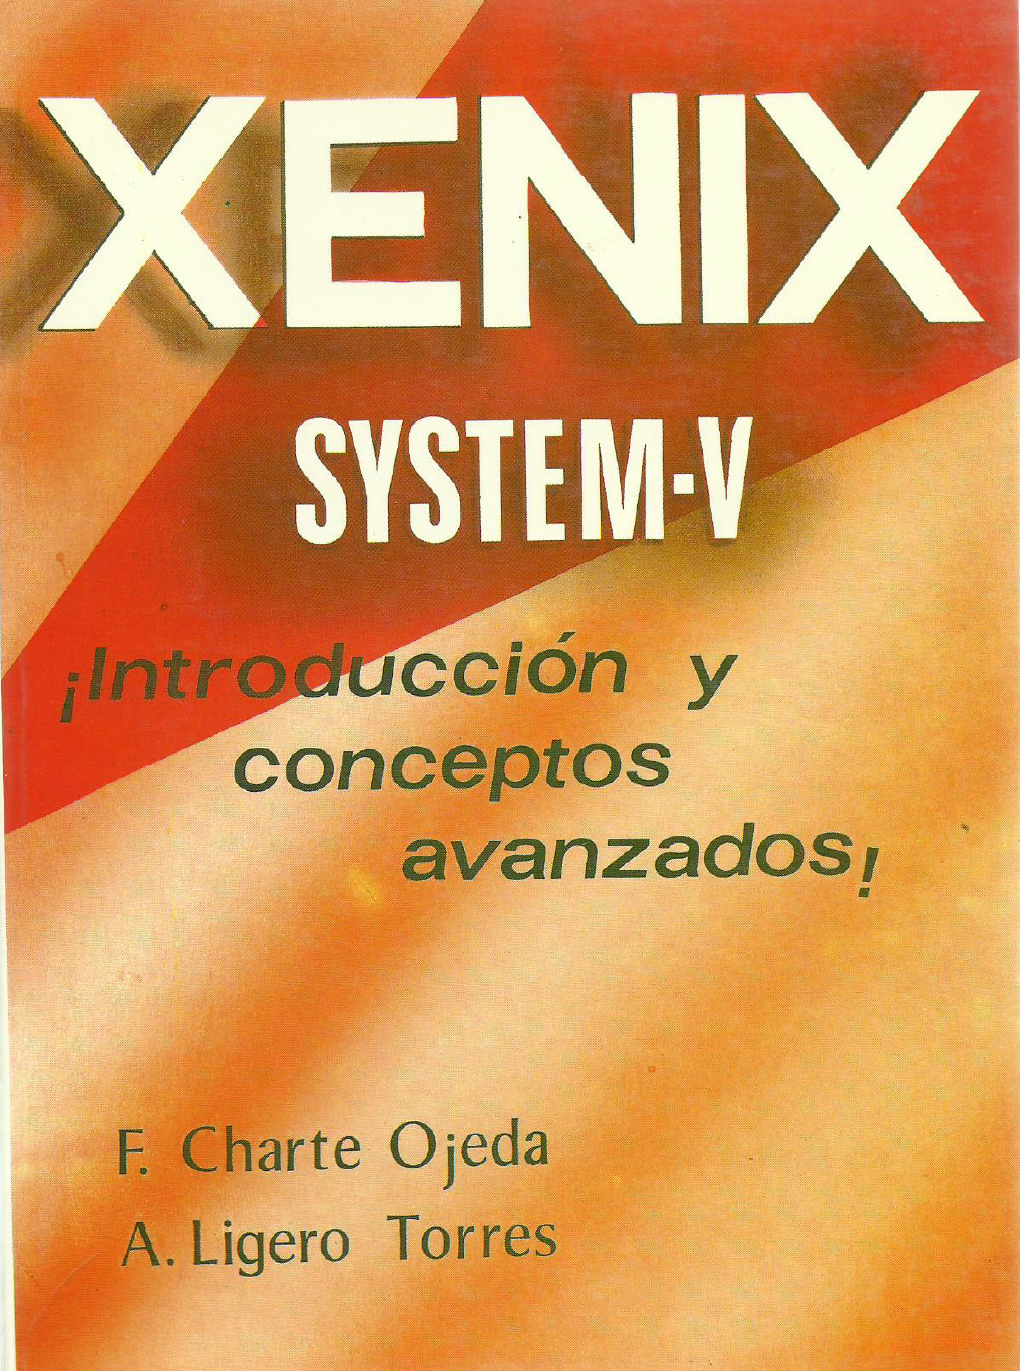 XENIX
SYSTEM-V
¡Introducción y
conceptos
avanzados!
F. Charte Ojeda
A. Ligero Torres